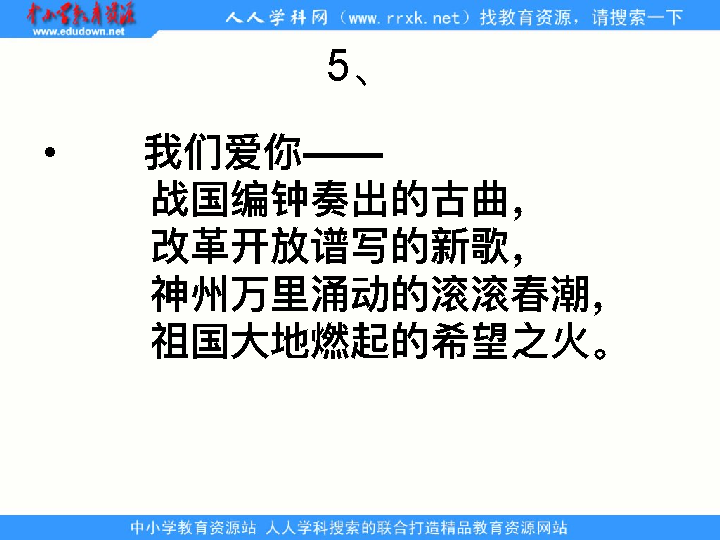 中小学教育资源
www.edudown.net
人人学科网（www.rrxk.net）找教育资源，请搜索一下
5、
• 我们爱你——
战国编钟奏出的古曲，
改革开放谱写的新歌，
神州万里涌动的滚滚春潮，
祖国大地燃起的希望之火。
中小学教育资源站 人人学科搜索的联合打造精品教育资源网站